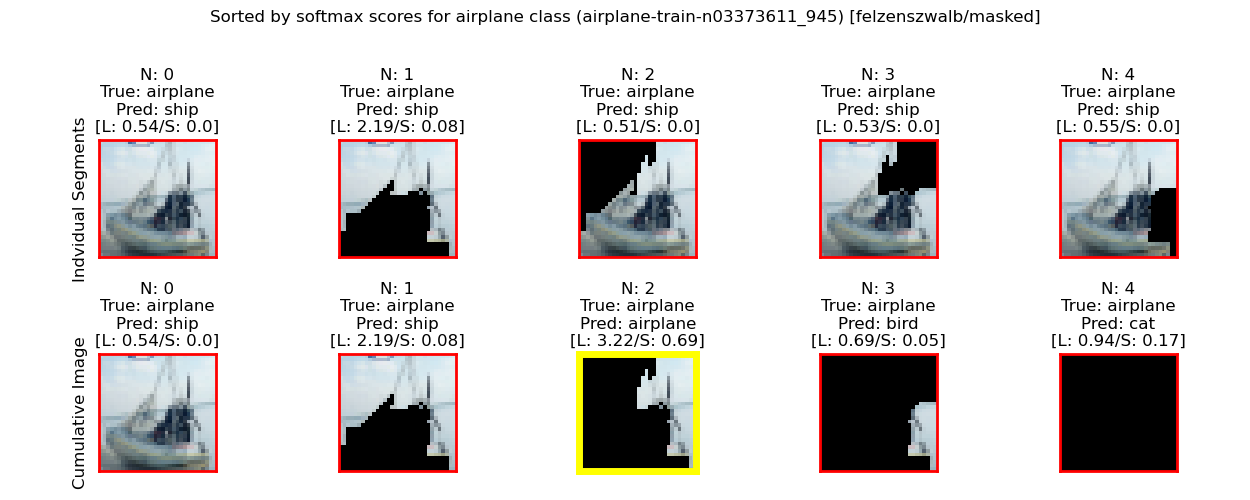 Sorted by softmax scores for airplane class (airplane-train-n03373611_945) [felzenszwalb/masked]
Indvidual Segments
N: 0
True: airplane
Pred: ship
[L: 0.54/S: 0.0]
N: 1
True: airplane
Pred: ship
[L: 2.19/S: 0.08]
N: 2
True: airplane
Pred: ship
[L: 0.51/S: 0.0]
N: 3
True: airplane
Pred: ship
[L: 0.53/S: 0.0]
N: 4
True: airplane
Pred: ship
[L: 0.55/S: 0.0]
Cumulative Image
N: 0
True: airplane
Pred: ship
[L: 0.54/S: 0.0]
N: 1
True: airplane
Pred: ship
[L: 2.19/S: 0.08]
N: 2
True: airplane
Pred: airplane
[L: 3.22/S: 0.69]
N: 3
True: airplane
Pred: bird
[L: 0.69/S: 0.05]
N: 4
True: airplane
Pred: cat
[L: 0.94/S: 0.17]